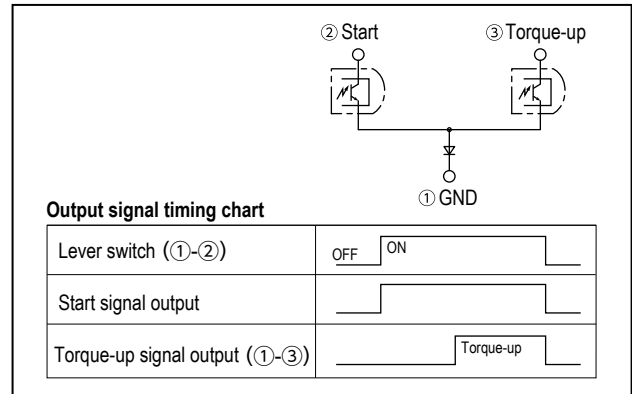 ② Start
③ Torque-up
① GND
Output signal timing chart
Lever switch (①-②)
OFF
ON
Start signal output
Torque-up signal output (①-③)
Torque-up